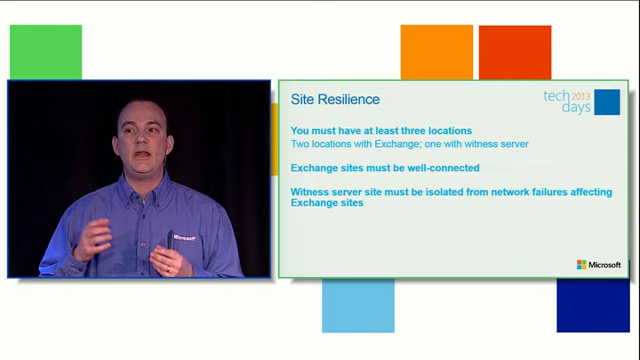 Site Resilience
tech 2013
days
You must have at least three locations
Two locations with Exchange; one with witness server
Exchange sites must be well-connected
Witness server site must be isolated from network failures affecting
Exchange sites
Microsoft
Microsoft